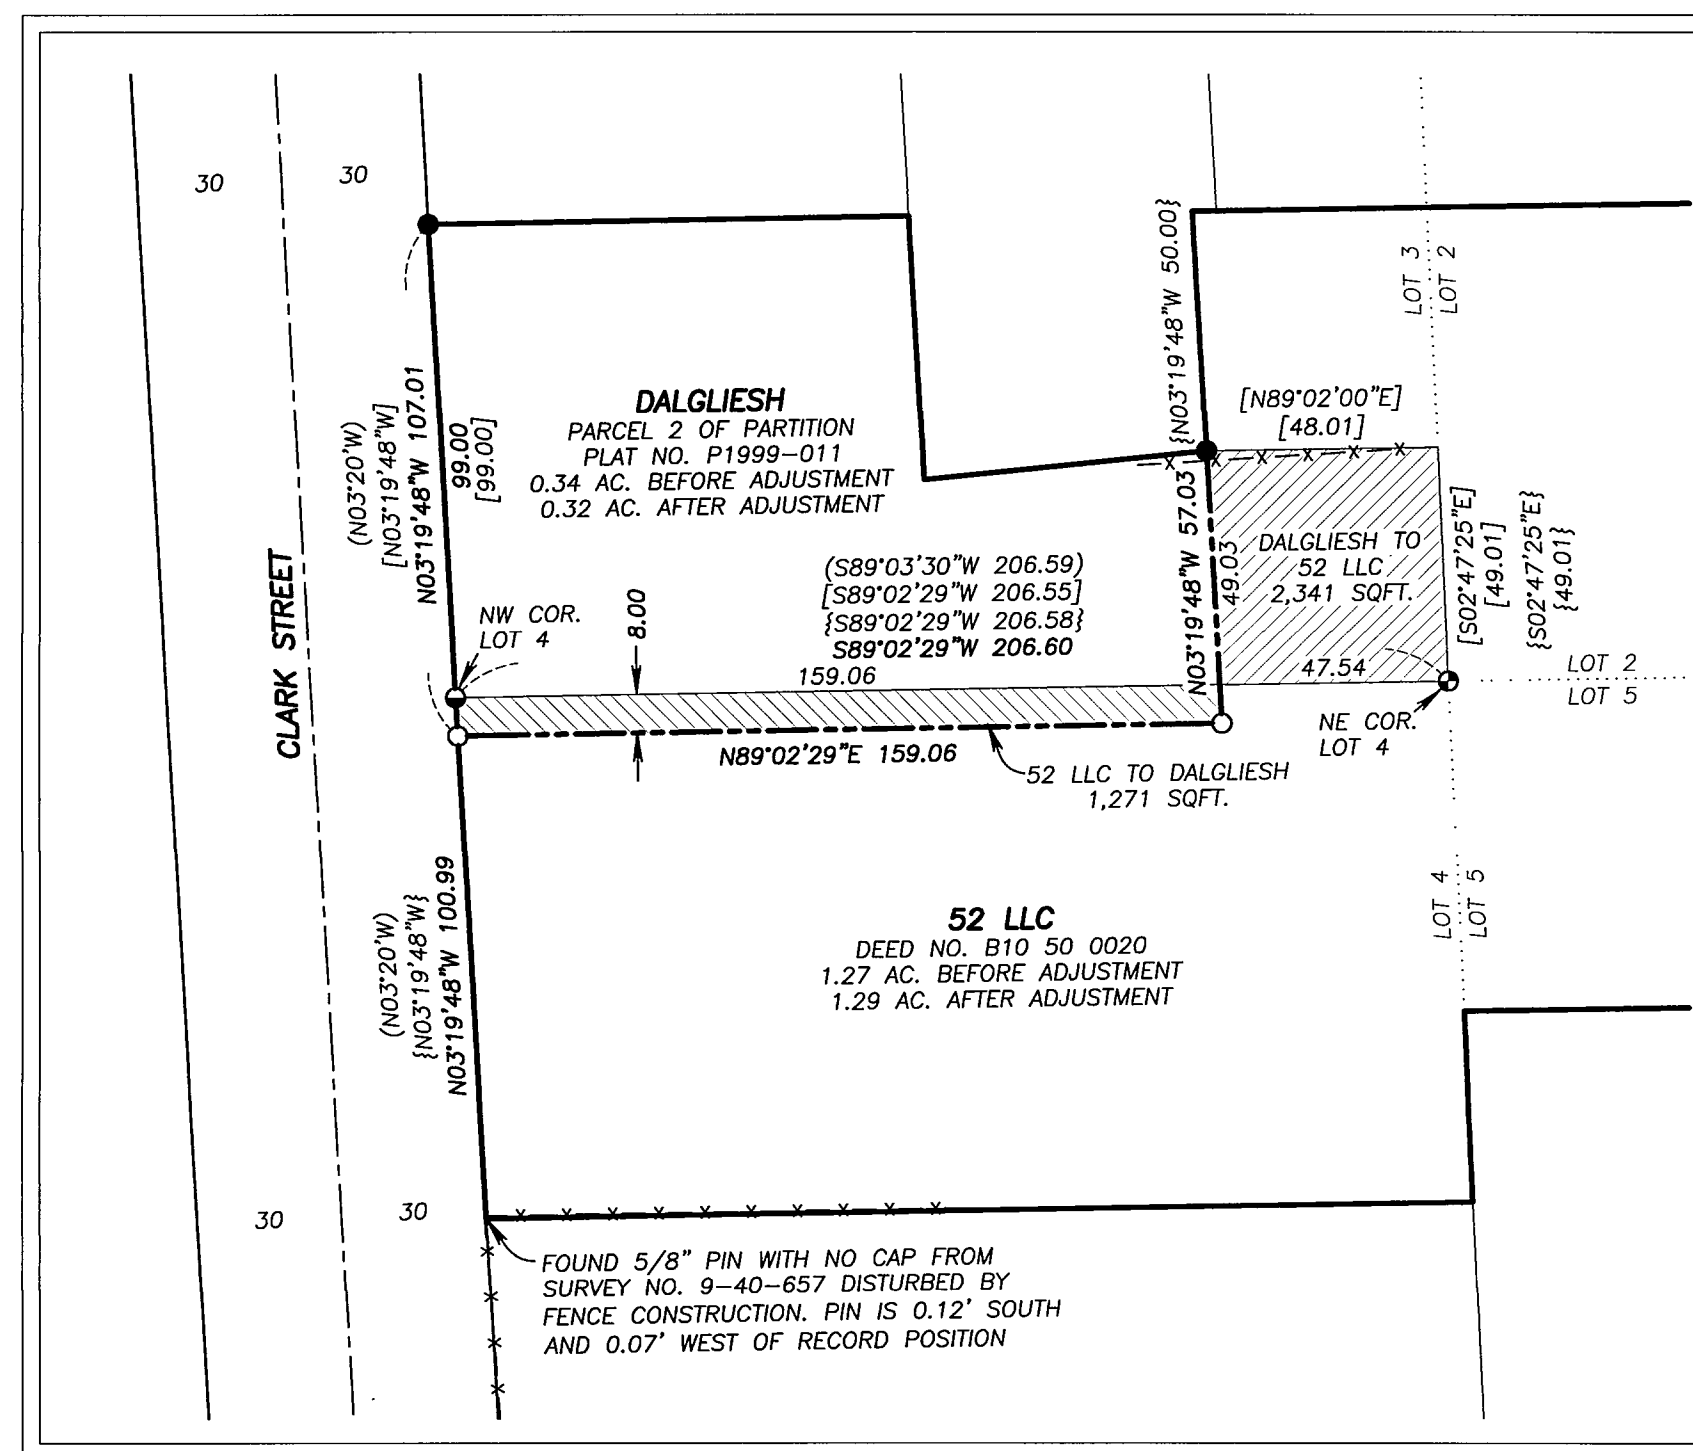 30
30
CLARK STREET
(N03°20'W)
[N03°19'48"W]
N03°19'48"W 107.01
99.00
[99.00]
DALGLIESH
PARCEL 2 OF PARTITION
PLAT NO. P1999-011
0.34 AC. BEFORE ADJUSTMENT
0.32 AC. AFTER ADJUSTMENT
{N03°19'48"W 50.00}
LOT 3
LOT 2
[N89°02'00"E]
[48.01]
N03°19'48"W 57.03
49.03
DALGLIESH TO
52 LLC
2,341 SQFT.
[S02°47'25"E]
[49.01]
{S02°47'25"E}
{49.01}
(S89°03'30"W 206.59)
[S89°02'29"W 206.55]
{S89°02'29"W 206.58}
S89°02'29"W 206.60
159.06
8.00
NW COR.
LOT 4
47.54
LOT 2
LOT 5
NE COR.
LOT 4
N89°02'29"E 159.06
52 LLC TO DALGLIESH
1,271 SQFT.
(N03°20'W)
{N03°19'48"W}
N03°19'48"W 100.99
52 LLC
DEED NO. B10 50 0020
1.27 AC. BEFORE ADJUSTMENT
1.29 AC. AFTER ADJUSTMENT
LOT 4
LOT 5
30
30
FOUND 5/8" PIN WITH NO CAP FROM
SURVEY NO. 9-40-657 DISTURBED BY
FENCE CONSTRUCTION. PIN IS 0.12' SOUTH
AND 0.07' WEST OF RECORD POSITION